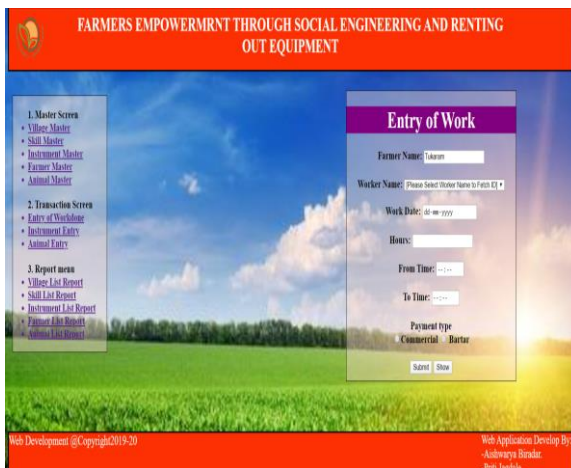 FARMERS EMPOWERMRNT THROUGH SOCIAL ENGINEERING AND RENTING
OUT EQUIPMENT
1. Master Screen
Village Master
Skill Master
Instrument Master
Farmer Master
Animal Master
2. Transaction Screen
Entry of Workdone
Instrument Entry
Animal Entry
3. Report menu
Village List Report
Skill List Report
Instrument List Report
Farmer List Report
Animal List Report
Entry of Work
Farmer Name: Tukaram
Worker Name: [Please Select Worker Name to Fetch ID]
Work Date: dd-mm-yyyy
Hours:
From Time: --:--
To Time: --:--
Payment type
Commercial Bartar
Submit Show
Web Development @Copyright2019-20
Web Application Develop By:
-Aishwarya Biradar.